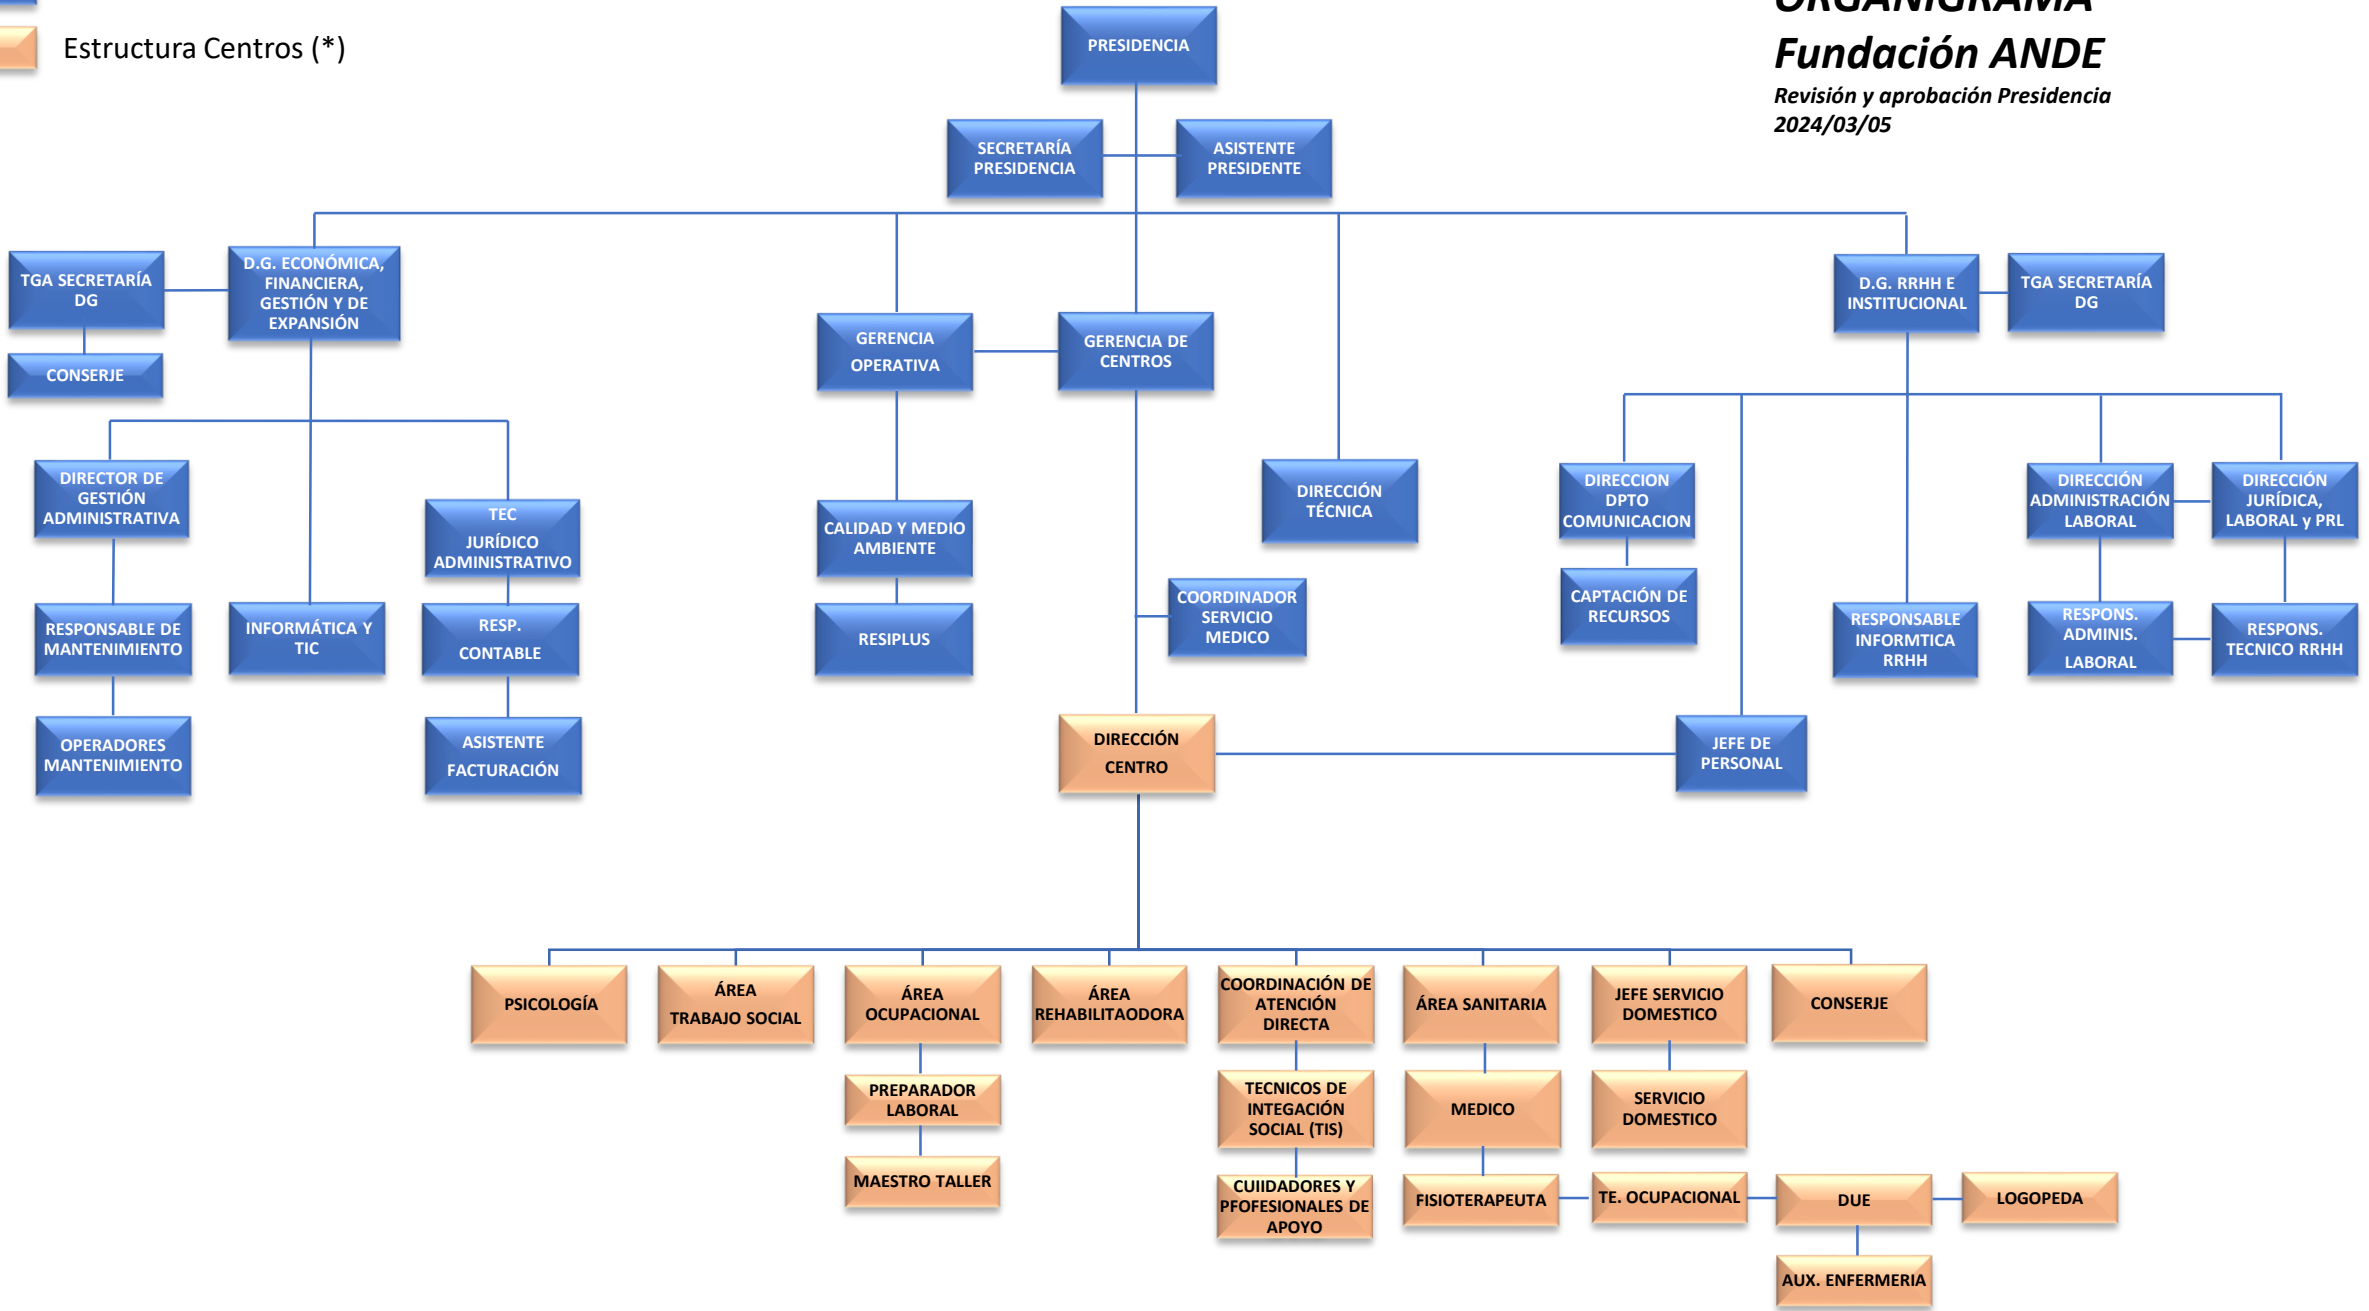 ORGANIGRAMA
Fundación ANDE
Revisión y aprobación Presidencia
2024/03/05
Estructura Centros (*)
PRESIDENCIA
SECRETARÍA
PRESIDENCIA
ASISTENTE
PRESIDENTE
TGA SECRETARÍA
DG
CONSERJE
D.G. ECONÓMICA,
FINANCIERA,
GESTIÓN Y DE
EXPANSIÓN
GERENCIA
OPERATIVA
GERENCIA DE
CENTROS
D.G. RRHH E
INSTITUCIONAL
TGA SECRETARÍA
DG
DIRECTOR DE
GESTIÓN
ADMINISTRATIVA
TEC
JURÍDICO
ADMINISTRATIVO
CALIDAD Y MEDIO
AMBIENTE
DIRECCIÓN
TÉCNICA
DIRECCION
DPTO
COMUNICACION
DIRECCIÓN
ADMINISTRACIÓN
LABORAL
DIRECCIÓN
JURÍDICA,
LABORAL y PRL
RESPONSABLE DE
MANTENIMIENTO
INFORMÁTICA Y
TIC
RESP.
CONTABLE
RESIPLUS
COORDINADOR
SERVICIO
MEDICO
CAPTACIÓN DE
RECURSOS
RESPONSABLE
INFORMTICA
RRHH
RESPONS.
ADMINIS.
LABORAL
RESPONS.
TECNICO RRHH
OPERADORES
MANTENIMIENTO
ASISTENTE
FACTURACIÓN
DIRECCIÓN
CENTRO
JEFE DE
PERSONAL
PSICOLOGÍA
ÁREA
TRABAJO SOCIAL
ÁREA
OCUPACIONAL
ÁREA
REHABILITAODORA
COORDINACIÓN DE
ATENCIÓN
DIRECTA
ÁREA SANITARIA
JEFE SERVICIO
DOMESTICO
CONSERJE
PREPARADOR
LABORAL
TECNICOS DE
INTEGACIÓN
SOCIAL (TIS)
MEDICO
SERVICIO
DOMESTICO
MAESTRO TALLER
CUIIDADORES Y
PFOFESIONALES DE
APOYO
FISIOTERAPEUTA
TE. OCUPACIONAL
DUE
LOGOPEDA
AUX. ENFERMERIA